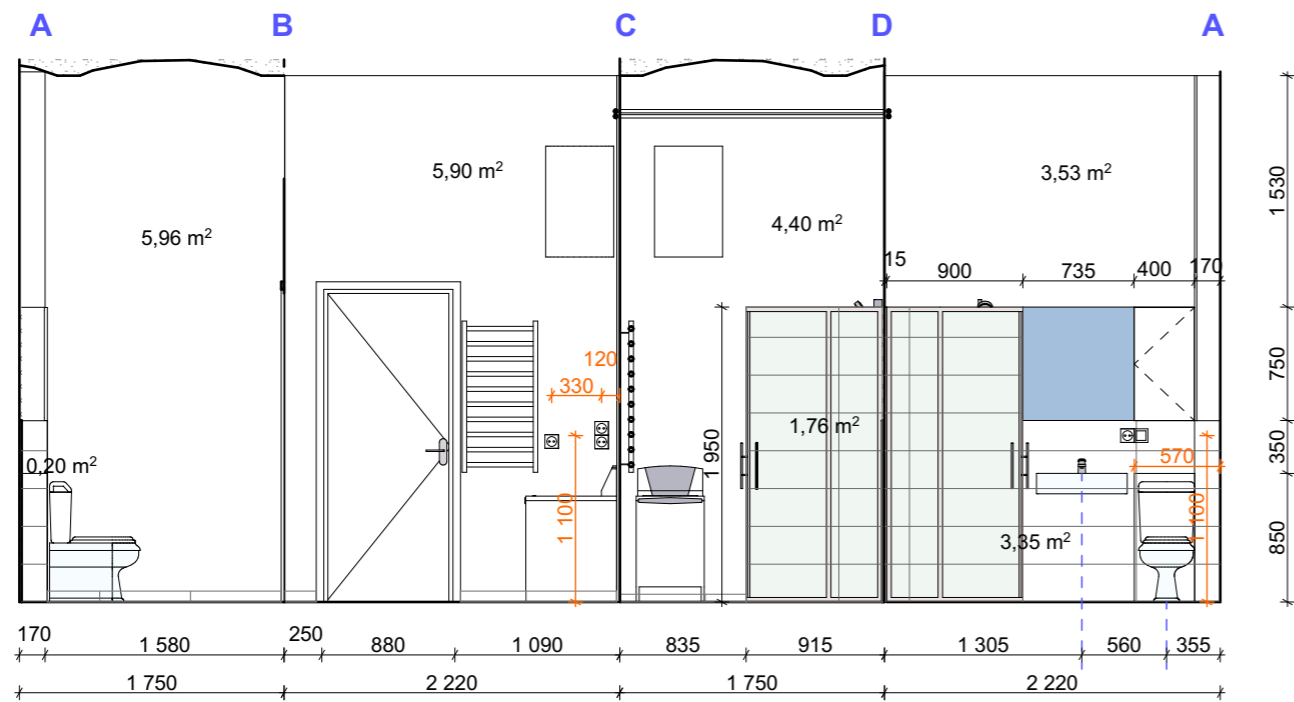 A B C D A
5,96 m²
0,20 m²
5,90 m²
120
330
1 100
4,40 m²
1 950
1,76 m²
3,53 m²
15 900 735 400 170
570
1 100
3,35 m²
1 530
750
350
850
170 1 580 250 880 1 090 835 915 1 305 560 355
1 750 2 220 1 750 2 220